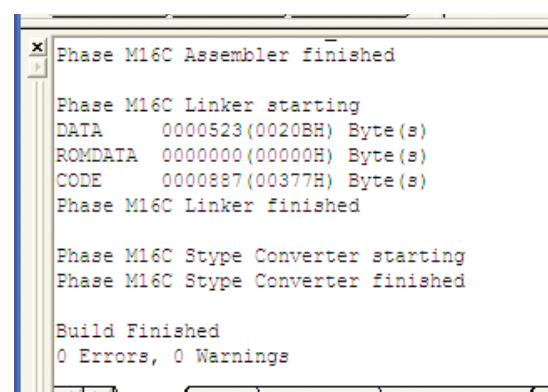 Phase M16C Assembler finished
Phase M16C Linker starting
DATA 0000523(0020BH) Byte(s)
ROMDATA 0000000(00000H) Byte(s)
CODE 0000887(00377H) Byte(s)
Phase M16C Linker finished
Phase M16C Stype Converter starting
Phase M16C Stype Converter finished
Build Finished
0 Errors, 0 Warnings